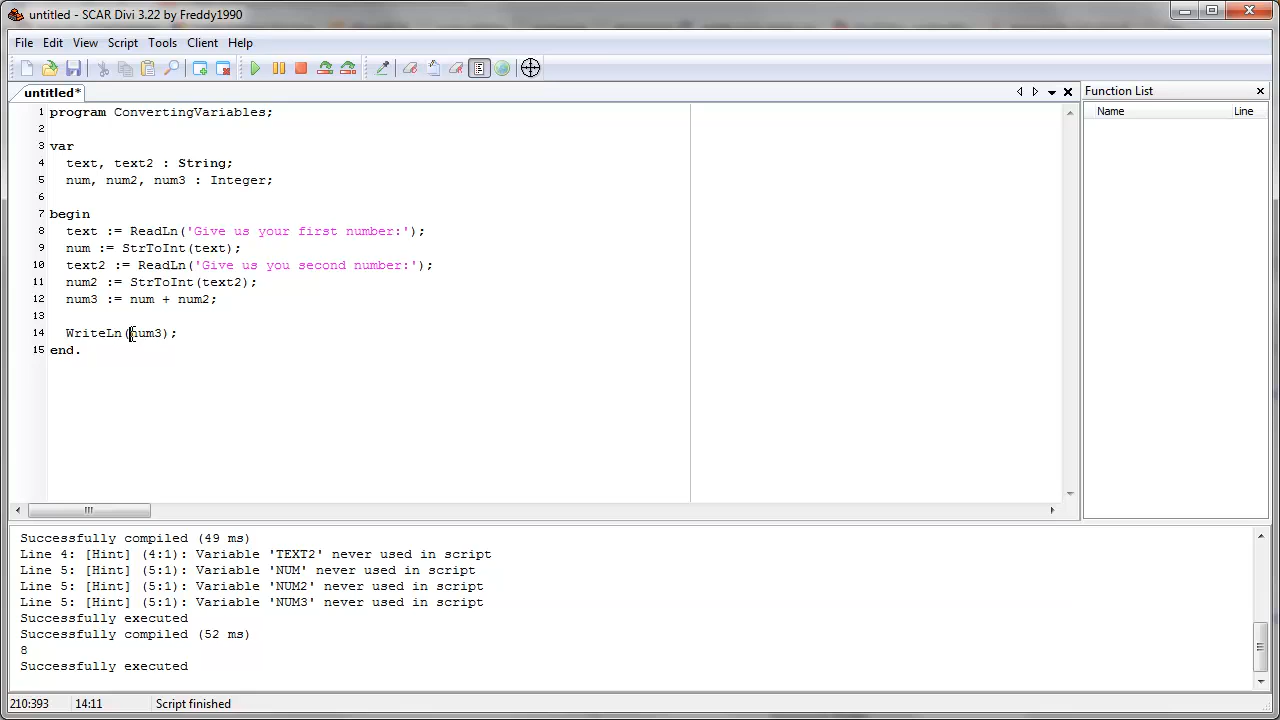 untitled - SCAR Divi 3.22 by Freddy1990
File Edit View Script Tools Client Help
untitled*
Function List
Name Line
1 program ConvertingVariables;
2
3 var
4 text, text2 : String;
5 num, num2, num3 : Integer;
6
7 begin
8 text := ReadLn('Give us your first number:');
9 num := StrToInt(text);
10 text2 := ReadLn('Give us you second number:');
11 num2 := StrToInt(text2);
12 num3 := num + num2;
13
14 WriteLn(num3);
15 end.
Successfully compiled (49 ms)
Line 4: [Hint] (4:1): Variable 'TEXT2' never used in script
Line 5: [Hint] (5:1): Variable 'NUM' never used in script
Line 5: [Hint] (5:1): Variable 'NUM2' never used in script
Line 5: [Hint] (5:1): Variable 'NUM3' never used in script
Successfully executed
Successfully compiled (52 ms)
8
Successfully executed
210:393 14:11 Script finished